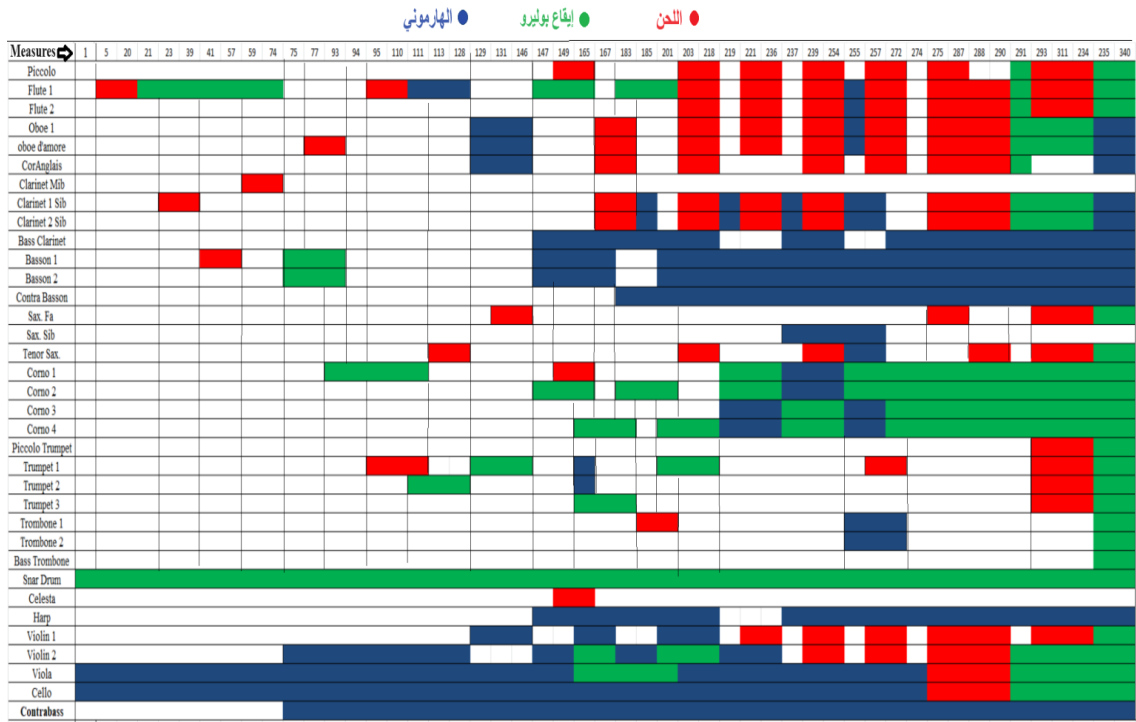 اللحن ● إيقاع بوليرو ● الهارموني ●
Measures 1 5 20 21 23 39 41 57 59 74 75 77 93 94 95 110 111 128 129 131 146 147 149 165 167 183 185 201 203 218 219 221 236 237 239 254 255 257 272 274 275 287 288 290 291 293 311 234 235 340
Piccolo
Flute 1
Flute 2
Oboe 1
oboe d'amore
CorAnglais
Clarinet Mib
Clarinet 1 Sib
Clarinet 2 Sib
Bass Clarinet
Basson 1
Basson 2
Contra Basson
Sax. Fa
Sax. Sib
Tenor Sax.
Corno 1
Corno 2
Corno 3
Corno 4
Piccolo Trumpet
Trumpet 1
Trumpet 2
Trumpet 3
Trombone 1
Trombone 2
Bass Trombone
Snar Drum
Celesta
Harp
Violin 1
Violin 2
Viola
Cello
Contrabass